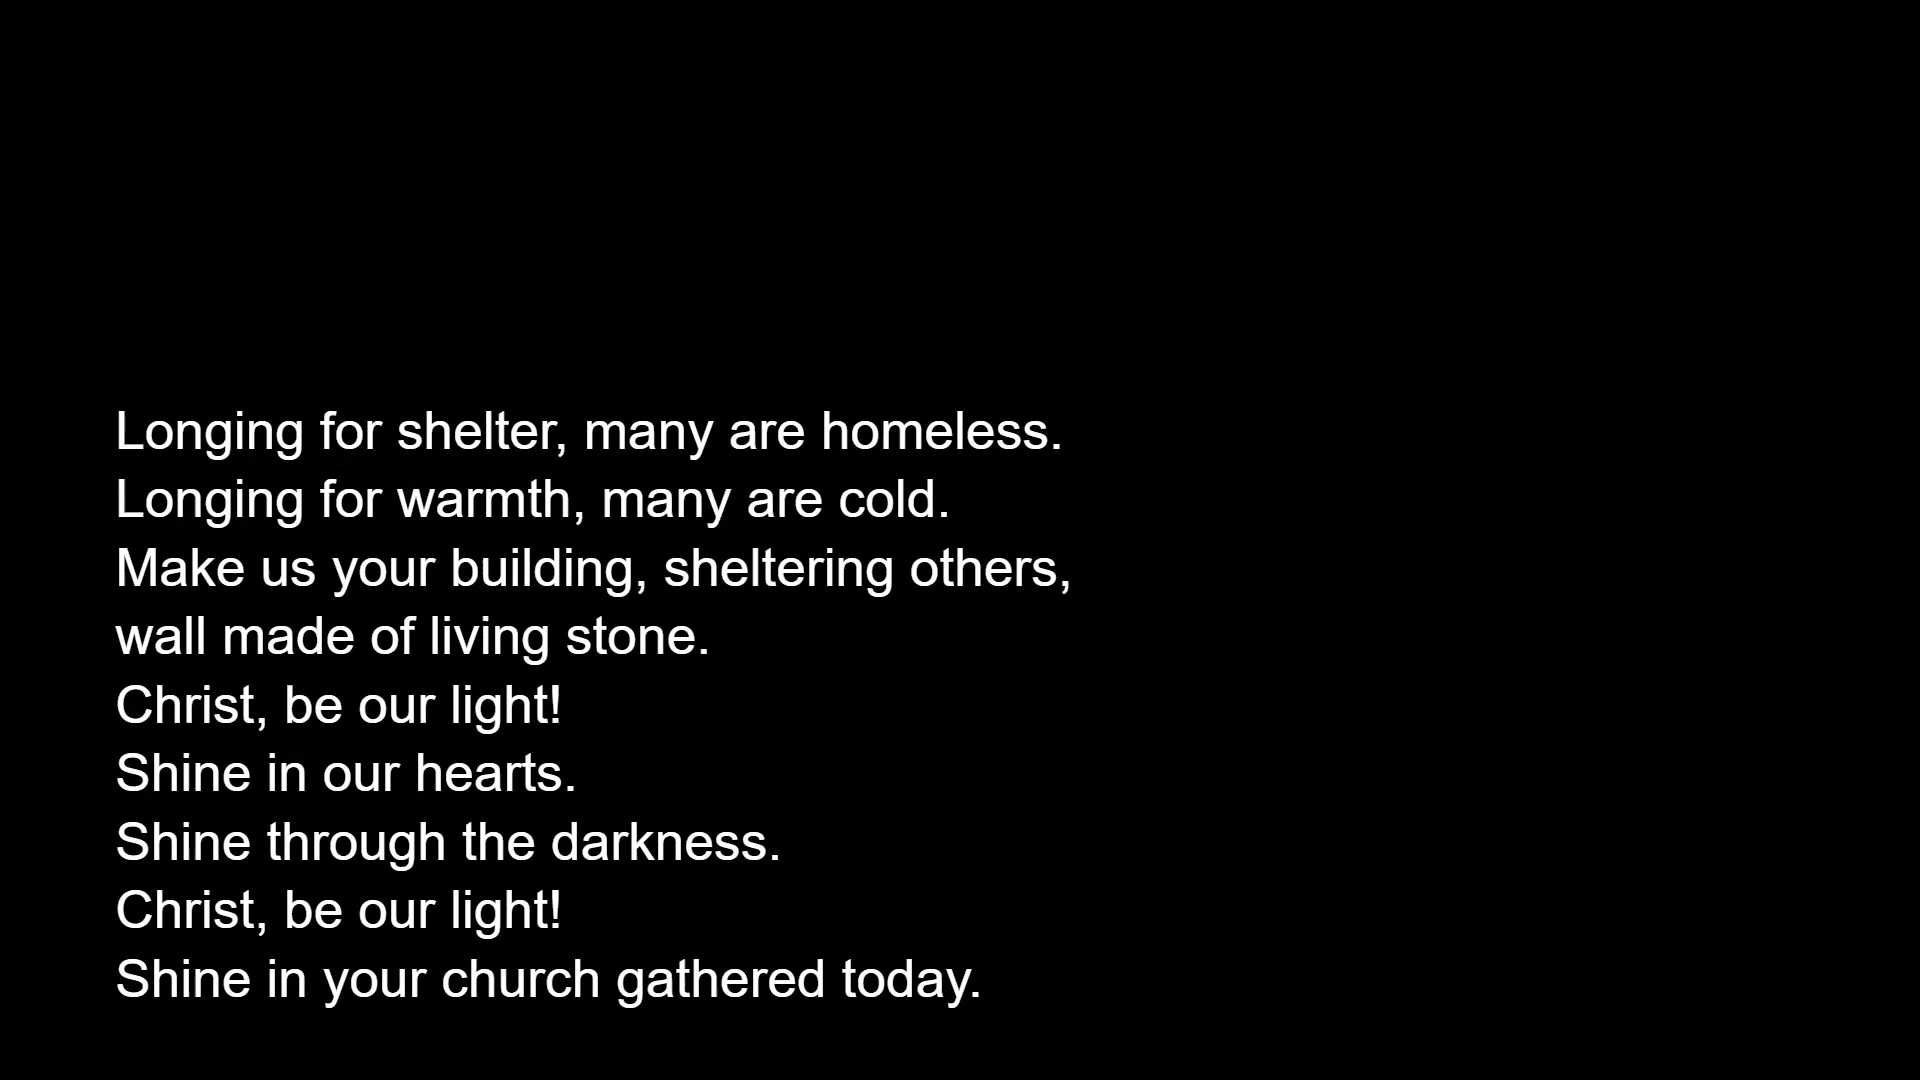 Longing for shelter, many are homeless.
Longing for warmth, many are cold.
Make us your building, sheltering others,
wall made of living stone.
Christ, be our light!
Shine in our hearts.
Shine through the darkness.
Christ, be our light!
Shine in your church gathered today.